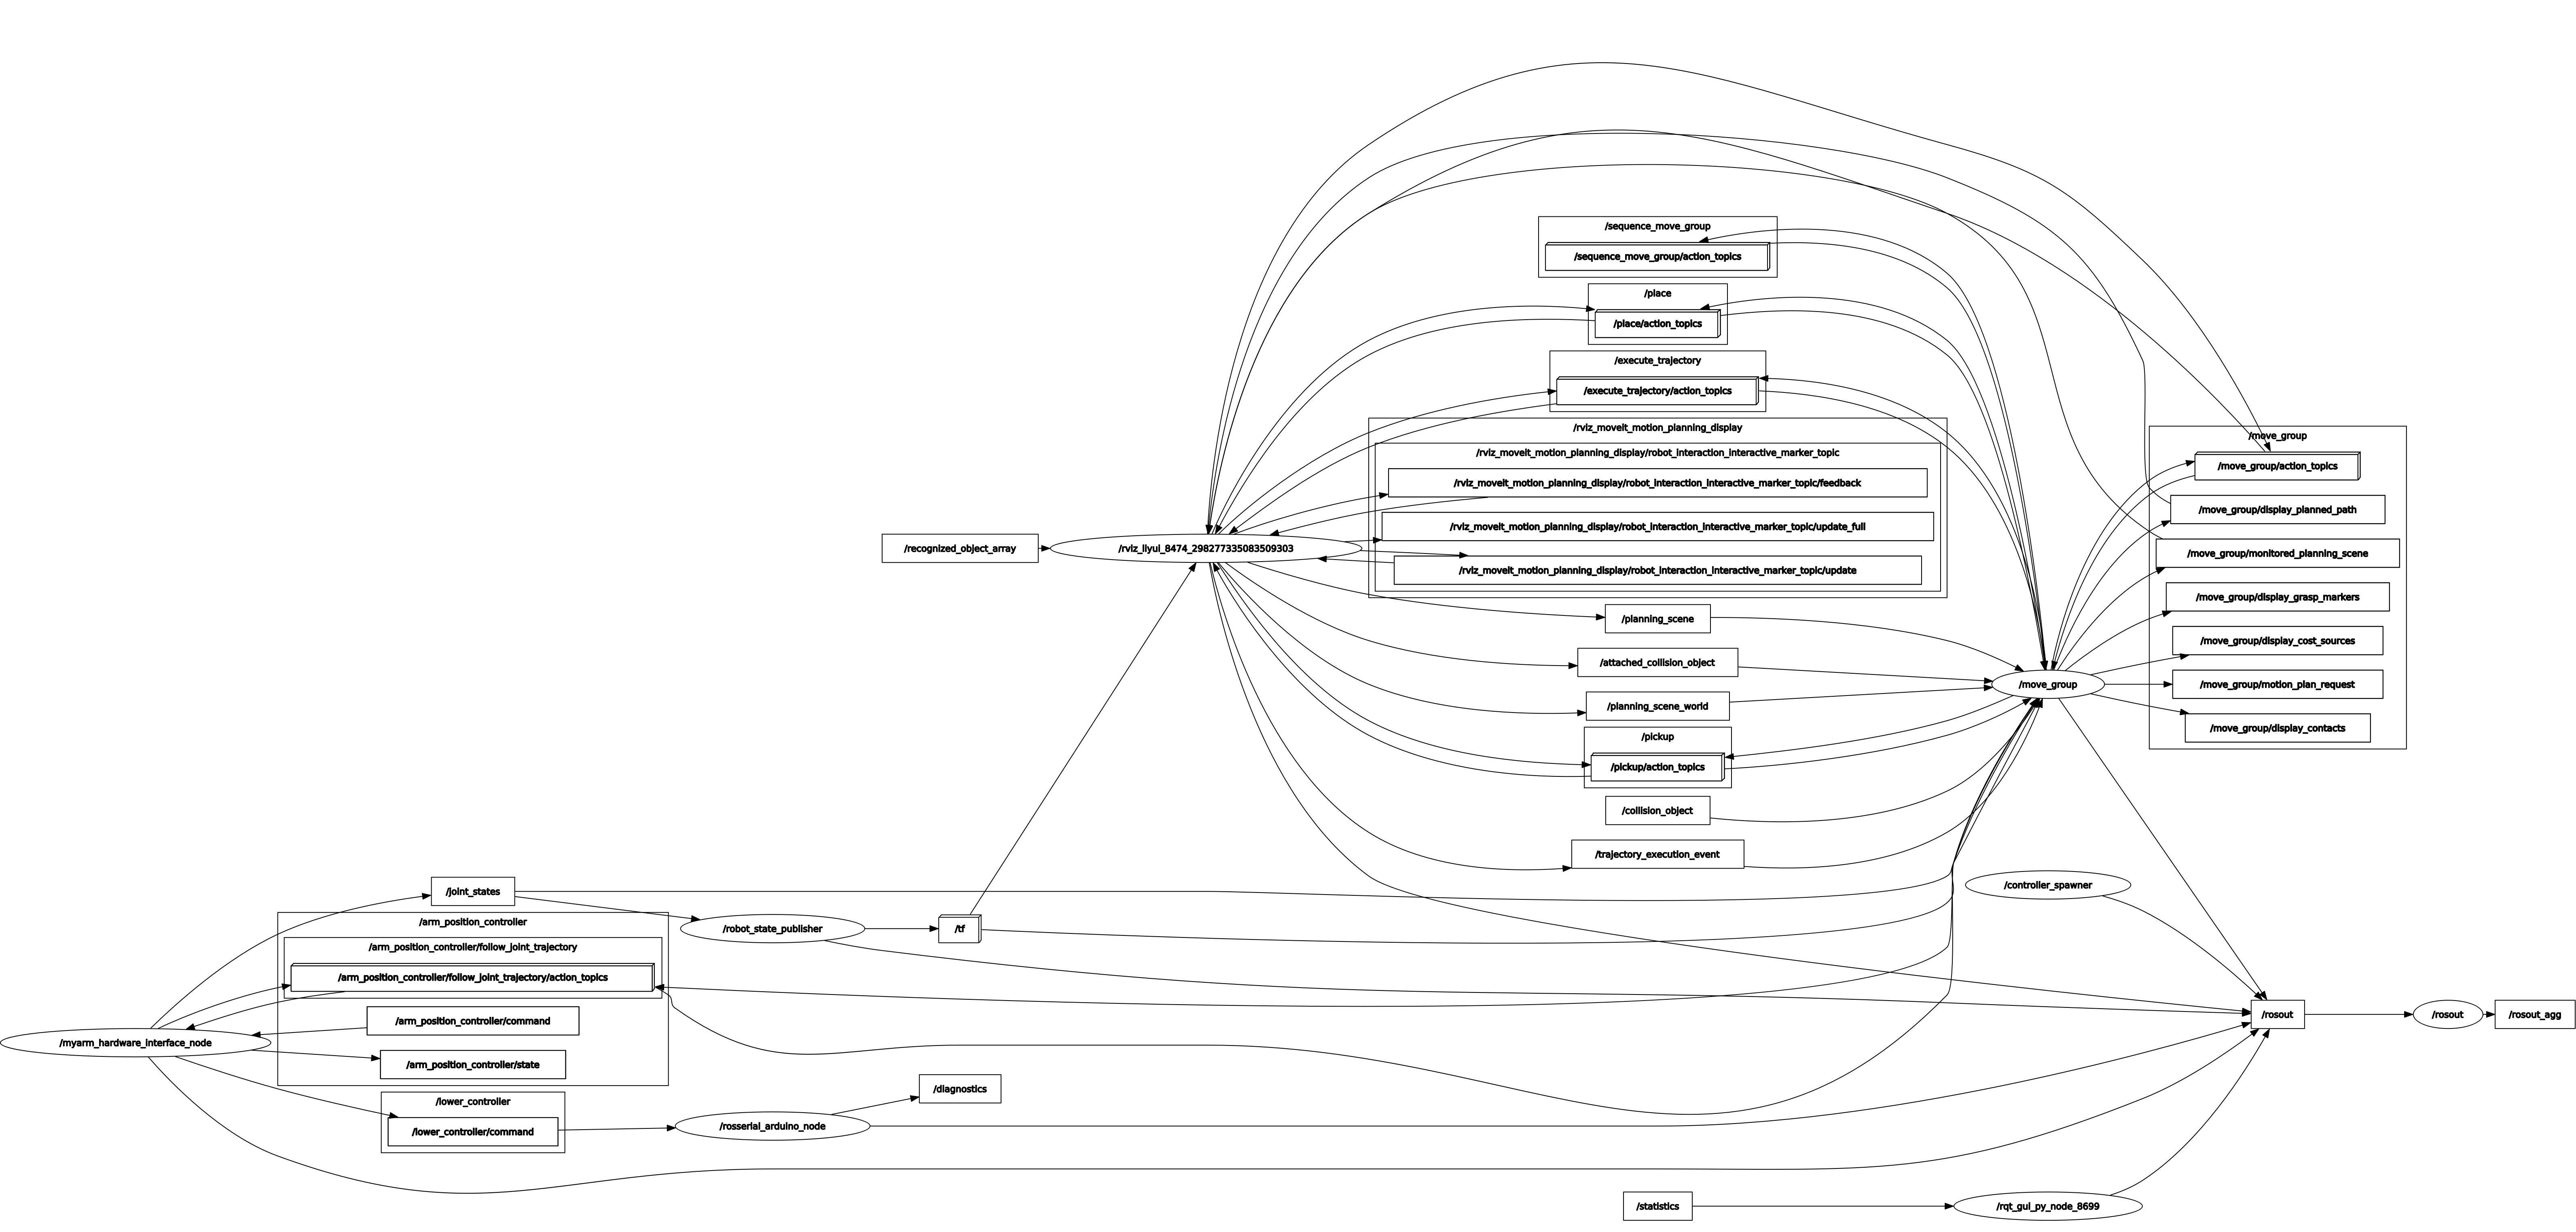 /sequence_move_group
/sequence_move_group/action_topics
/place
/place/action_topics
/execute_trajectory
/execute_trajectory/action_topics
/rviz_moveit_motion_planning_display
/rviz_moveit_motion_planning_display/robot_interaction_interactive_marker_topic
/rviz_moveit_motion_planning_display/robot_interaction_interactive_marker_topic/feedback
/rviz_moveit_motion_planning_display/robot_interaction_interactive_marker_topic/update_full
/rviz_moveit_motion_planning_display/robot_interaction_interactive_marker_topic/update
/recognized_object_array
/rviz_liyui_8474_298277335083509303
/planning_scene
/attached_collision_object
/planning_scene_world
/pickup
/pickup/action_topics
/collision_object
/trajectory_execution_event
/move_group
/move_group
/move_group/action_topics
/move_group/display_planned_path
/move_group/monitored_planning_scene
/move_group/display_grasp_markers
/move_group/display_cost_sources
/move_group/motion_plan_request
/move_group/display_contacts
/joint_states
/arm_position_controller
/arm_position_controller/follow_joint_trajectory
/arm_position_controller/follow_joint_trajectory/action_topics
/arm_position_controller/command
/arm_position_controller/state
/myarm_hardware_interface_node
/lower_controller
/lower_controller/command
/robot_state_publisher
/tf
/diagnostics
/rosserial_arduino_node
/controller_spawner
/rosout
/rosout
/rosout_agg
/statistics
/rqt_gui_py_node_8699